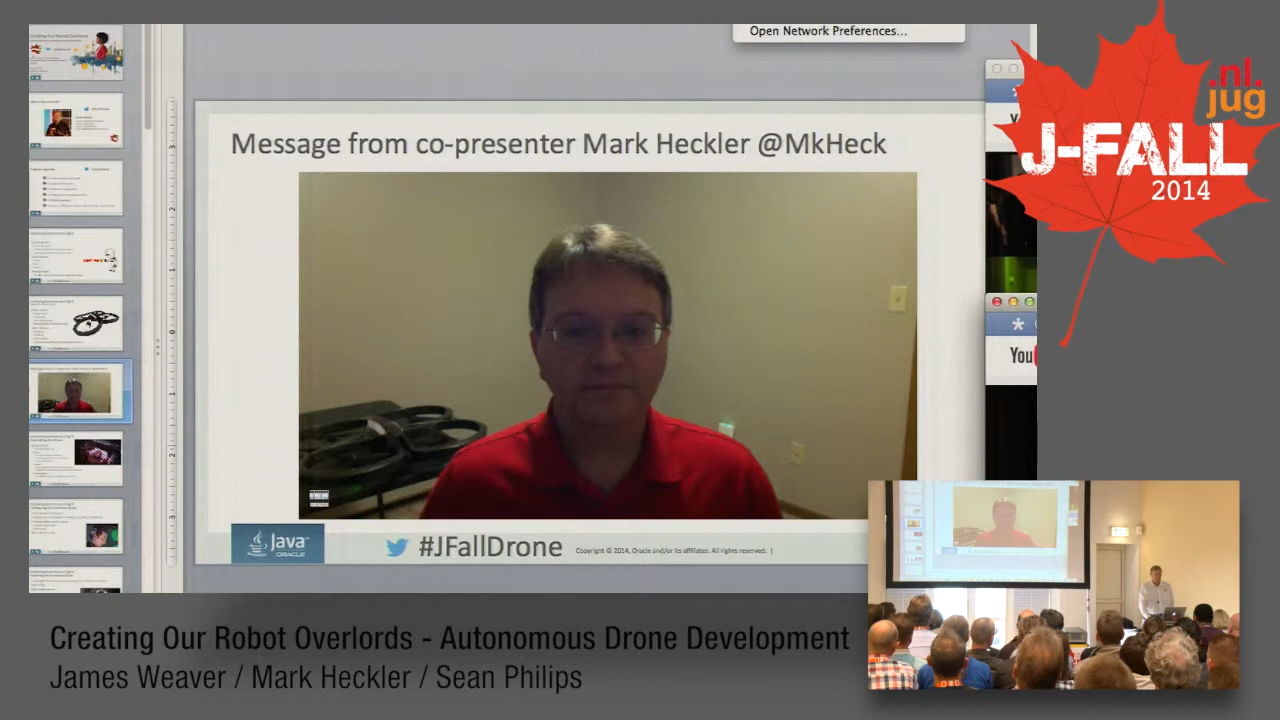 Open Network Preferences...
.nl.
jug
J-FALL
2014
Message from co-presenter Mark Heckler @MkHeck
You
Java™
ORACLE
#JFallDrone
Copyright © 2014, Oracle and/or its affiliates. All rights reserved. |
Creating Our Robot Overlords - Autonomous Drone Development
James Weaver / Mark Heckler / Sean Philips